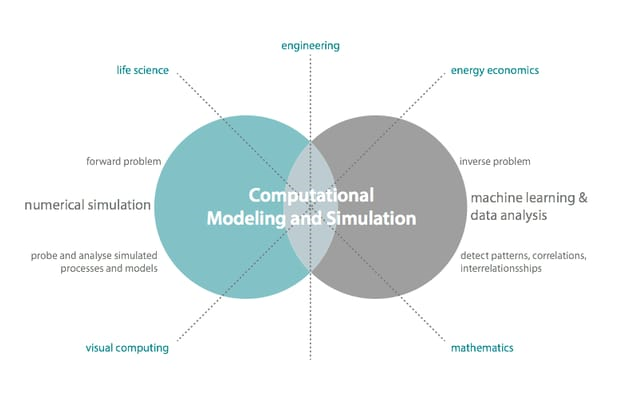 engineering
life science
energy economics
forward problem
inverse problem
numerical simulation
Computational
Modeling and Simulation
machine learning &
data analysis
probe and analyse simulated
processes and models
detect patterns, correlations,
interrelationsships
visual computing
mathematics